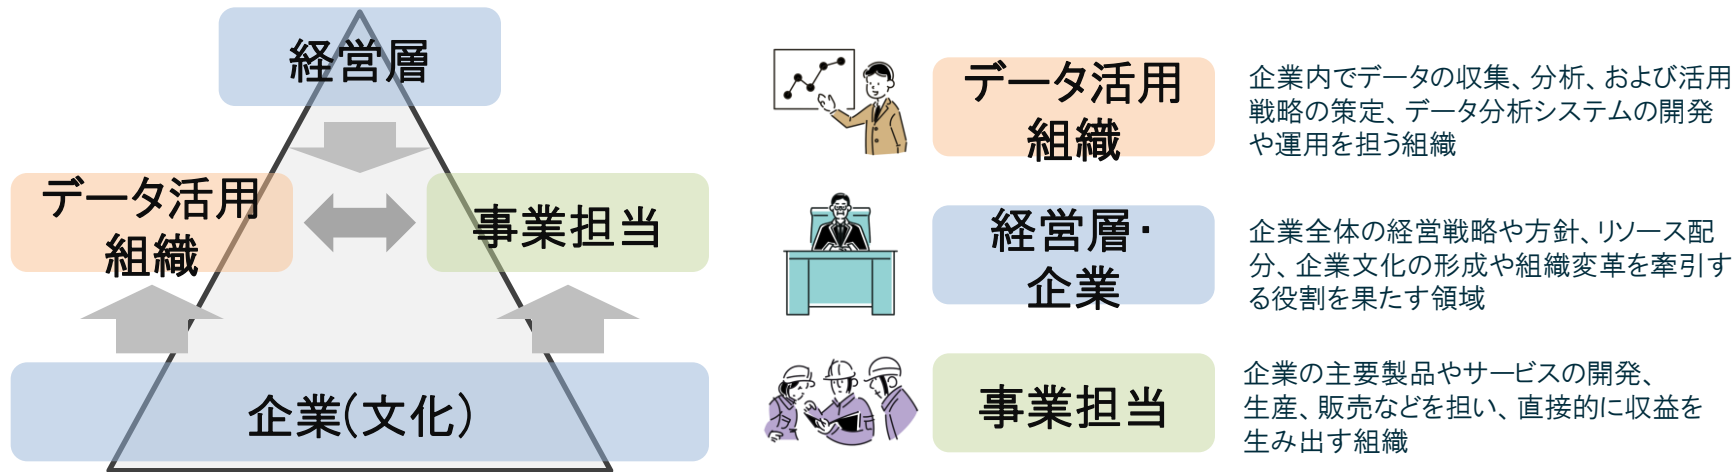 経営層
データ活用
組織
事業担当
企業(文化)
データ活用
組織
企業内でデータの収集、分析、および活用
戦略の策定、データ分析システムの開発
や運用を担う組織
経営層・
企業
企業全体の経営戦略や方針、リソース配
分、企業文化の形成や組織変革を牽引す
る役割を果たす領域
事業担当
企業の主要製品やサービスの開発、
生産、販売などを担い、直接的に収益を
生み出す組織